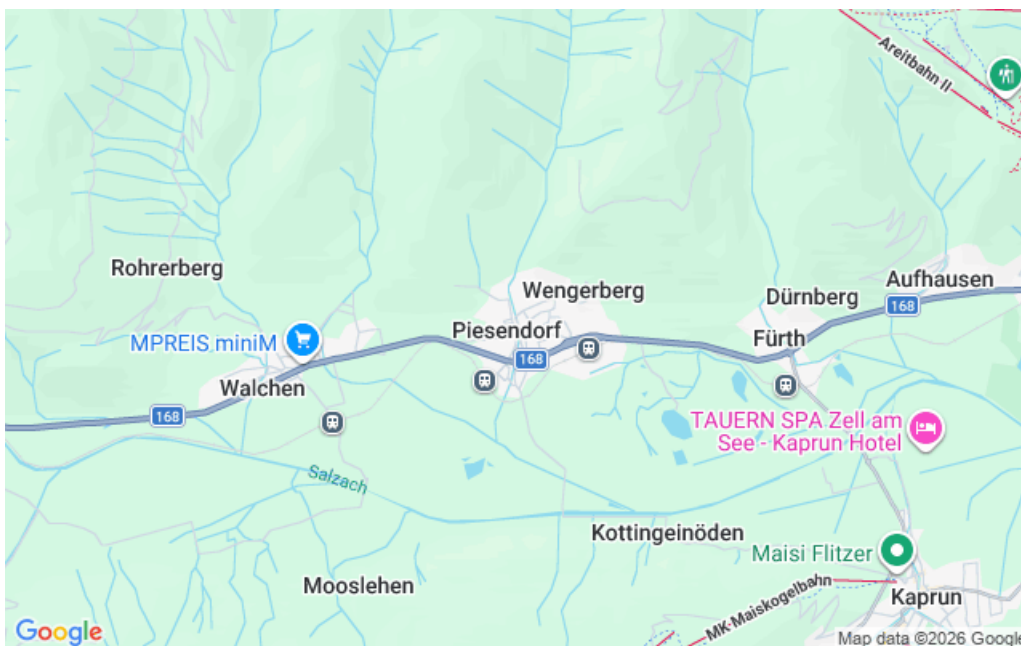 Areitbahn II
Rohrerberg
Aufhausen
Wengerberg
Dürnberg
168
Piesendorf
Fürth
MPREIS miniM
168
Walchen
168
TAUERN SPA Zell am
See - Kaprun Hotel
Salzach
Kottingeinöden
Maisi Flitzer
Mooslehen
MK-Maiskogelbahn
Kaprun
Google
Map data ©2026 Google